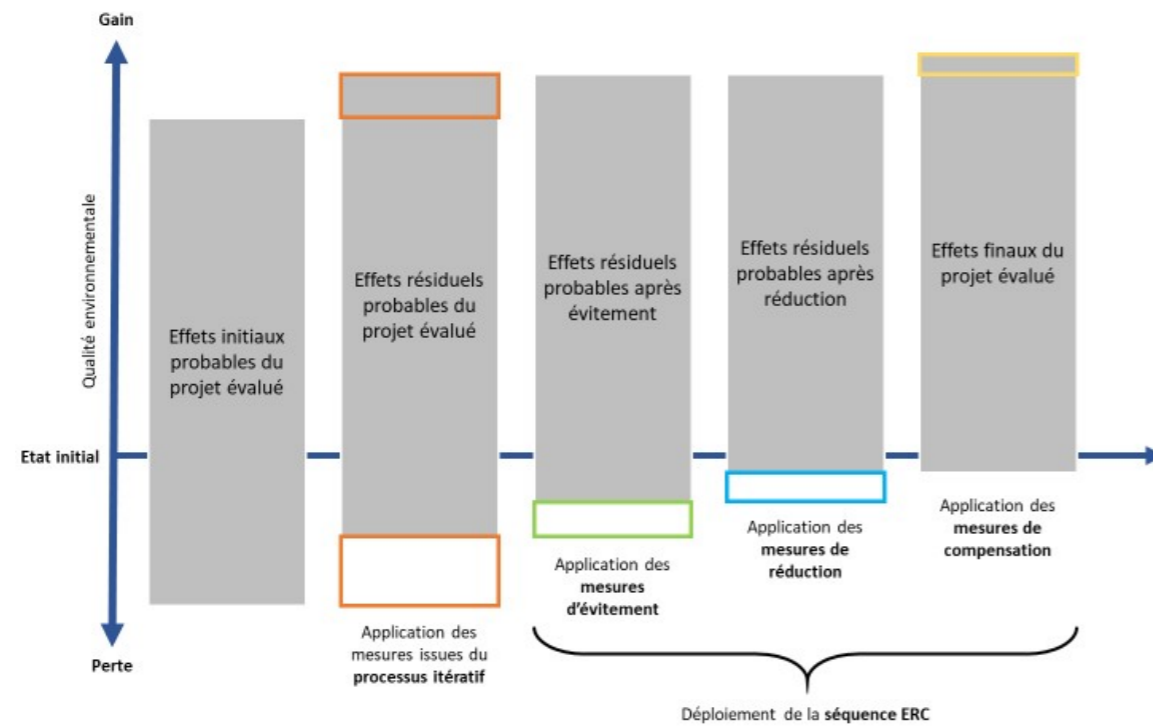 Gain
Qualité environnementale
Etat initial
Perte
Effets initiaux
probables du
projet évalué
Effets résiduels
probables du
projet évalué
Application des
mesures issues du
processus itératif
Effets résiduels
probables après
évitement
Application des
mesures
d'évitement
Effets résiduels
probables après
réduction
Application des
mesures de
réduction
Effets finaux du
projet évalué
Application des
mesures de
compensation
Déploiement de la séquence ERC